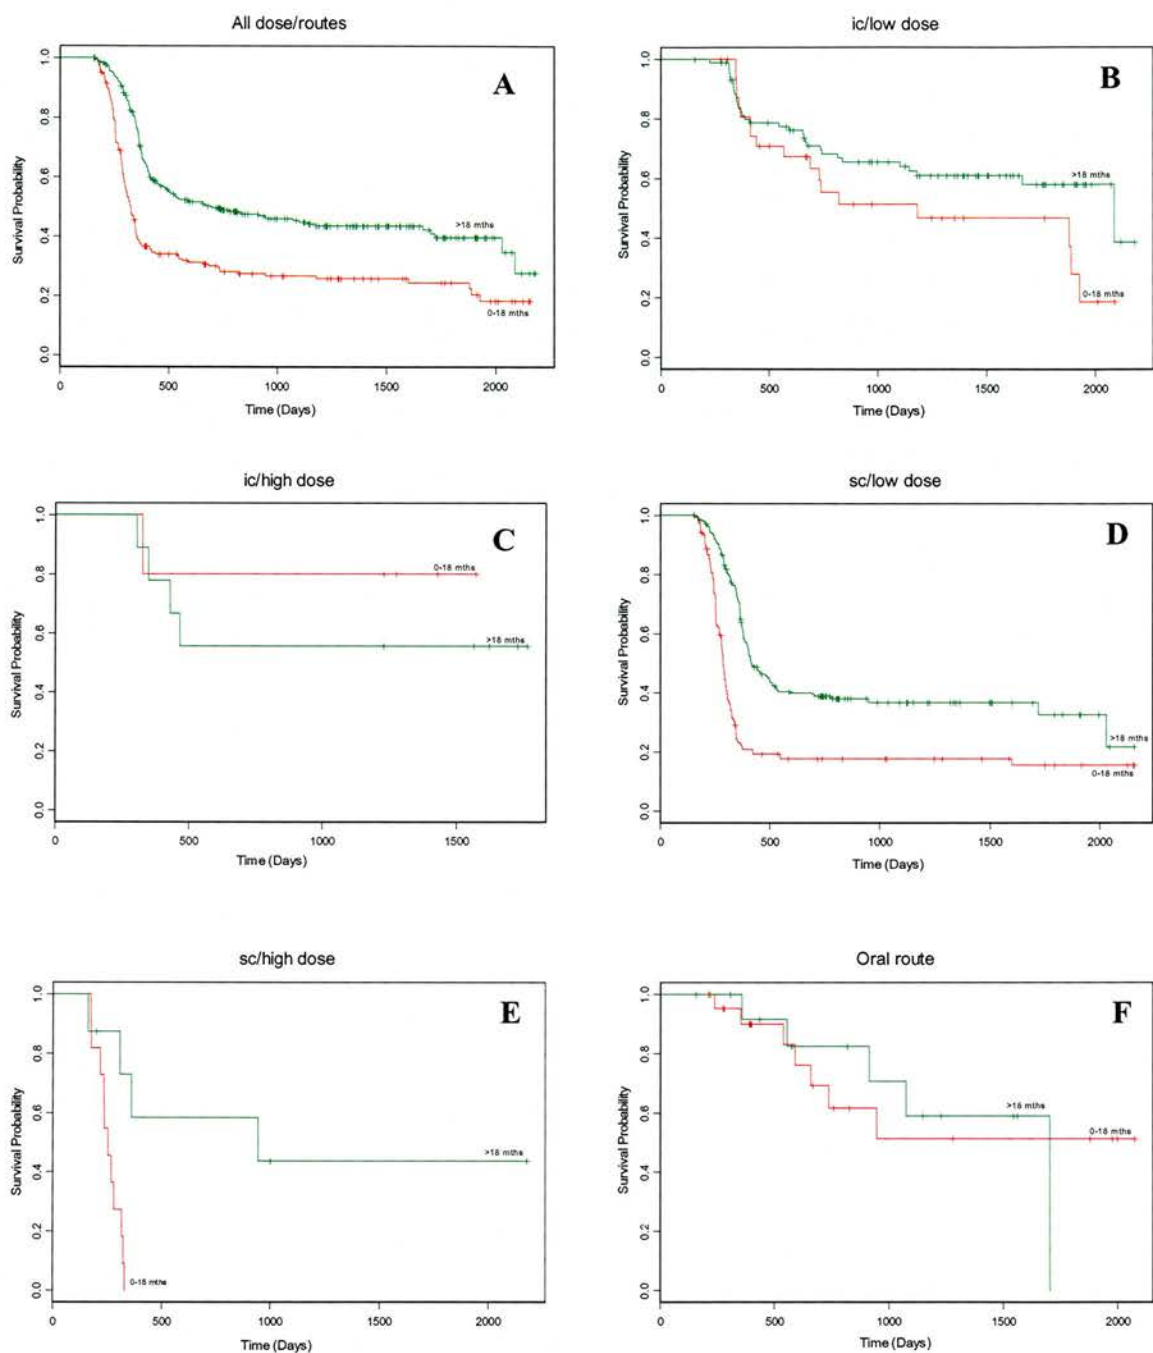 All dose/routes
A
Survival Probability
1.0
0.8
0.6
0.4
0.2
0.0
>18 mths
0-18 mths
0 500 1000 1500 2000
Time (Days)
ic/low dose
B
Survival Probability
1.0
0.8
0.6
0.4
0.2
0.0
>18 mths
0-18 mths
0 500 1000 1500 2000
Time (Days)
ic/high dose
C
Survival Probability
1.0
0.8
0.6
0.4
0.2
0.0
0-18 mths
>18 mths
0 500 1000 1500
Time (Days)
sc/low dose
D
Survival Probability
1.0
0.8
0.6
0.4
0.2
0.0
>18 mths
0-18 mths
0 500 1000 1500 2000
Time (Days)
sc/high dose
E
Survival Probability
1.0
0.8
0.6
0.4
0.2
0.0
>18 mths
0-18 mths
0 500 1000 1500 2000
Time (Days)
Oral route
F
Survival Probability
1.0
0.8
0.6
0.4
0.2
0.0
>18 mths
0-18 mths
0 500 1000 1500 2000
Time (Days)